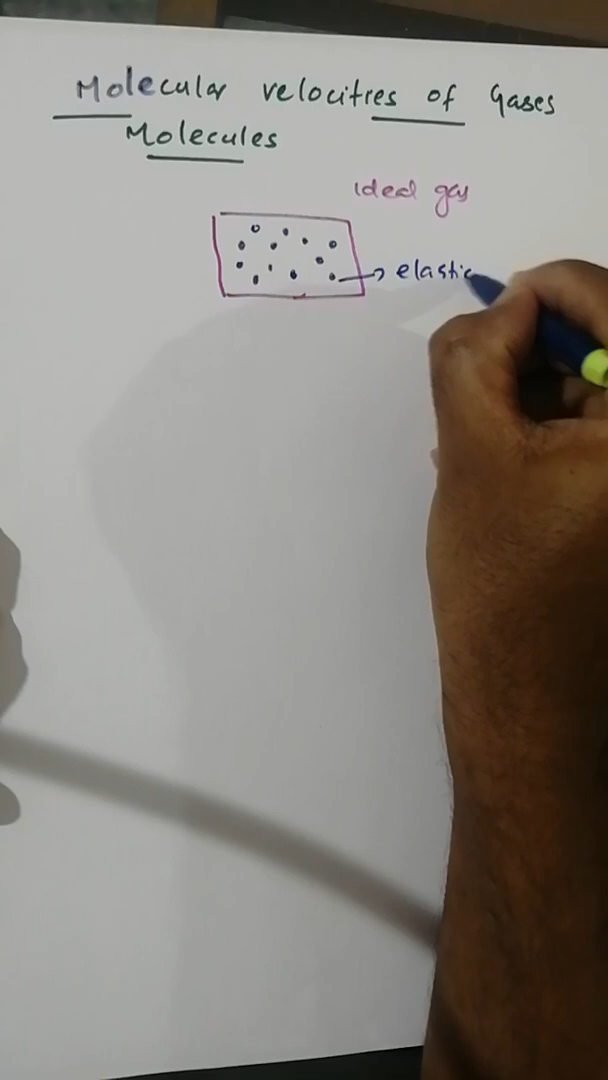 Molecular velocitres of Gases
Molecules
ideal gas
→ elastic